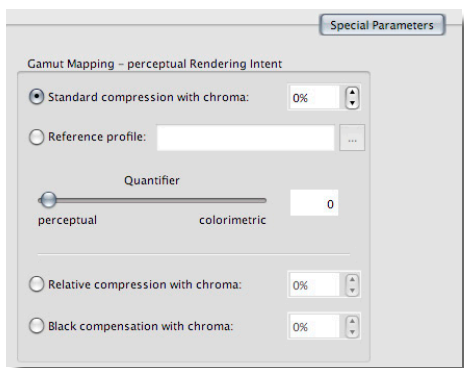 Special Parameters
Gamut Mapping – perceptual Rendering Intent
Standard compression with chroma: 0%
Reference profile: ...
Quantifier
0
perceptual colorimetric
Relative compression with chroma: 0%
Black compensation with chroma: 0%